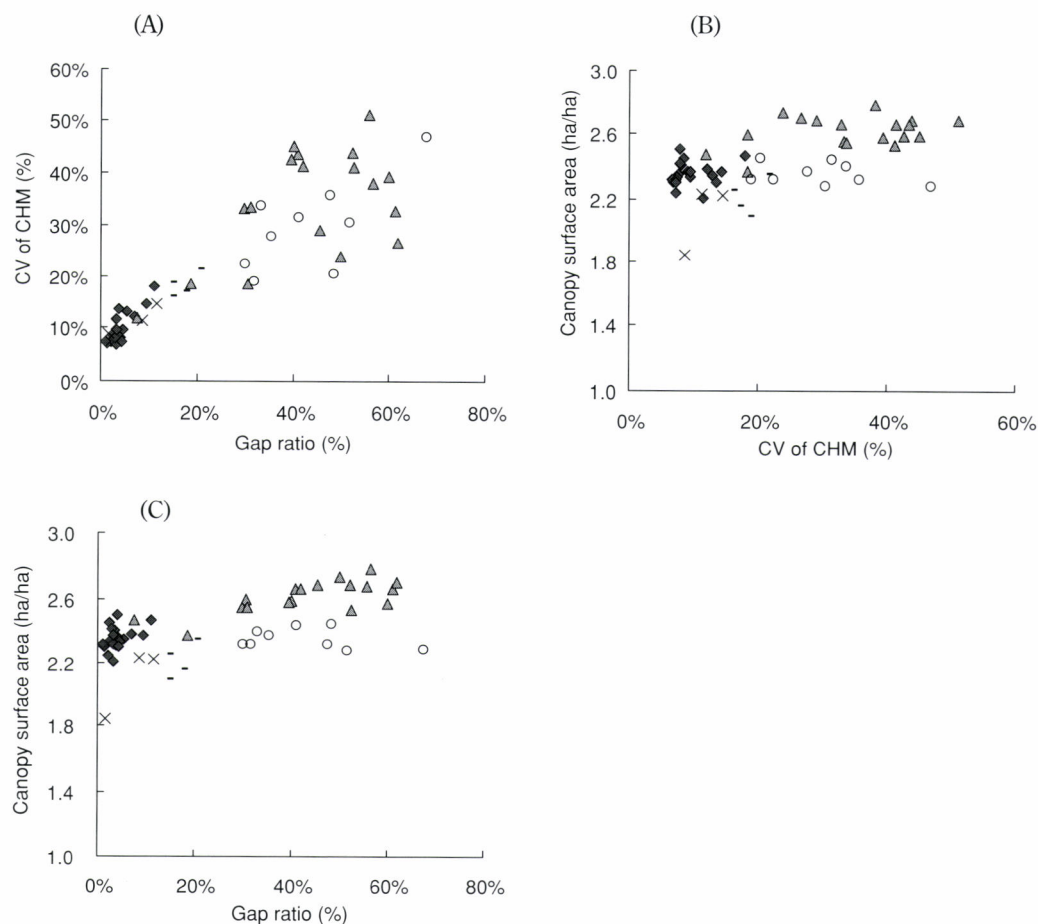 (A)
CV of CHM (%)
60%
50%
40%
30%
20%
10%
0%
0% 20% 40% 60% 80%
Gap ratio (%)
(B)
Canopy surface area (ha/ha)
3.0
2.6
2.2
1.8
1.4
1.0
0% 20% 40% 60%
CV of CHM (%)
(C)
Canopy surface area (ha/ha)
3.0
2.6
2.2
1.8
1.4
1.0
0% 20% 40% 60% 80%
Gap ratio (%)